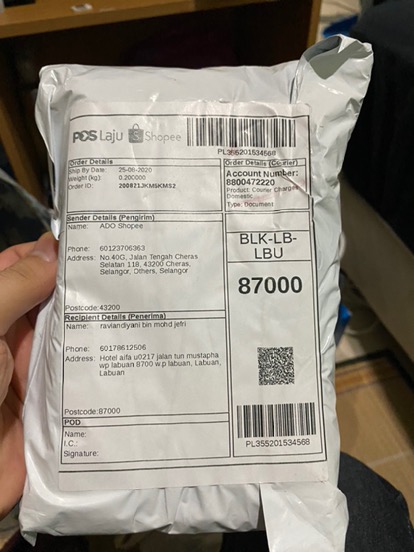 POS Laju Shopee
PL355201534568
Order Details
Ship By Date: 25-08-2020
Weight (kg): 0.200000
Order ID: 200821JKMSKMS2
Order Details (Courier)
Account Number:
8800472220
Product: Courier Charges
Domestic
Type: Document
Sender Details (Pengirim)
Name: ADO Shopee
Phone: 60123706363
Address: No.40G, Jalan Tengah Cheras
Selatan 118, 43200 Cheras,
Selangor, Others, Selangor
Postcode:43200
BLK-LB-
LBU
87000
Recipient Details (Penerima)
Name: raviandiyani bin mohd jefri
Phone: 60178612506
Address: Hotel aifa u0217 jalan tun mustapha
wp labuan 8700 w.p labuan, Labuan,
Labuan
Postcode:87000
POD
Name:
I.C.:
Signature:
PL355201534568